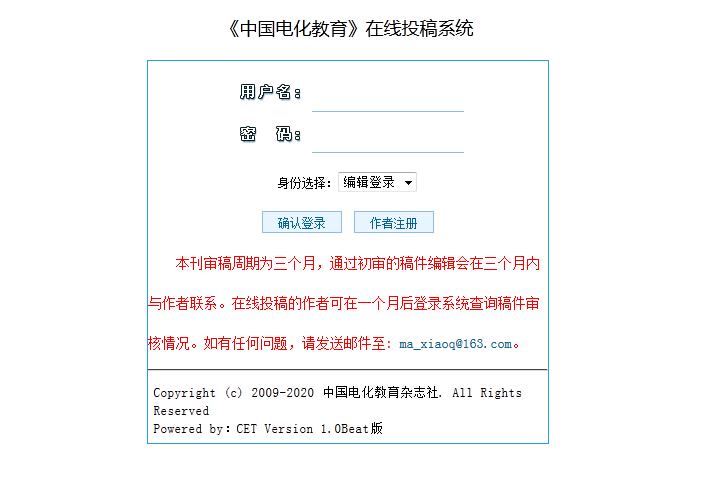 《中国电化教育》在线投稿系统
用户名：
密 码：
身份选择： 编辑登录
确认登录 作者注册
本刊审稿周期为三个月，通过初审的稿件编辑会在三个月内
与作者联系。在线投稿的作者可在一个月后登录系统查询稿件审
核情况。如有任何问题，请发送邮件至: ma_xiaoq@163.com。
Copyright (c) 2009-2020 中国电化教育杂志社. All Rights
Reserved
Powered by：CET Version 1.0Beat版